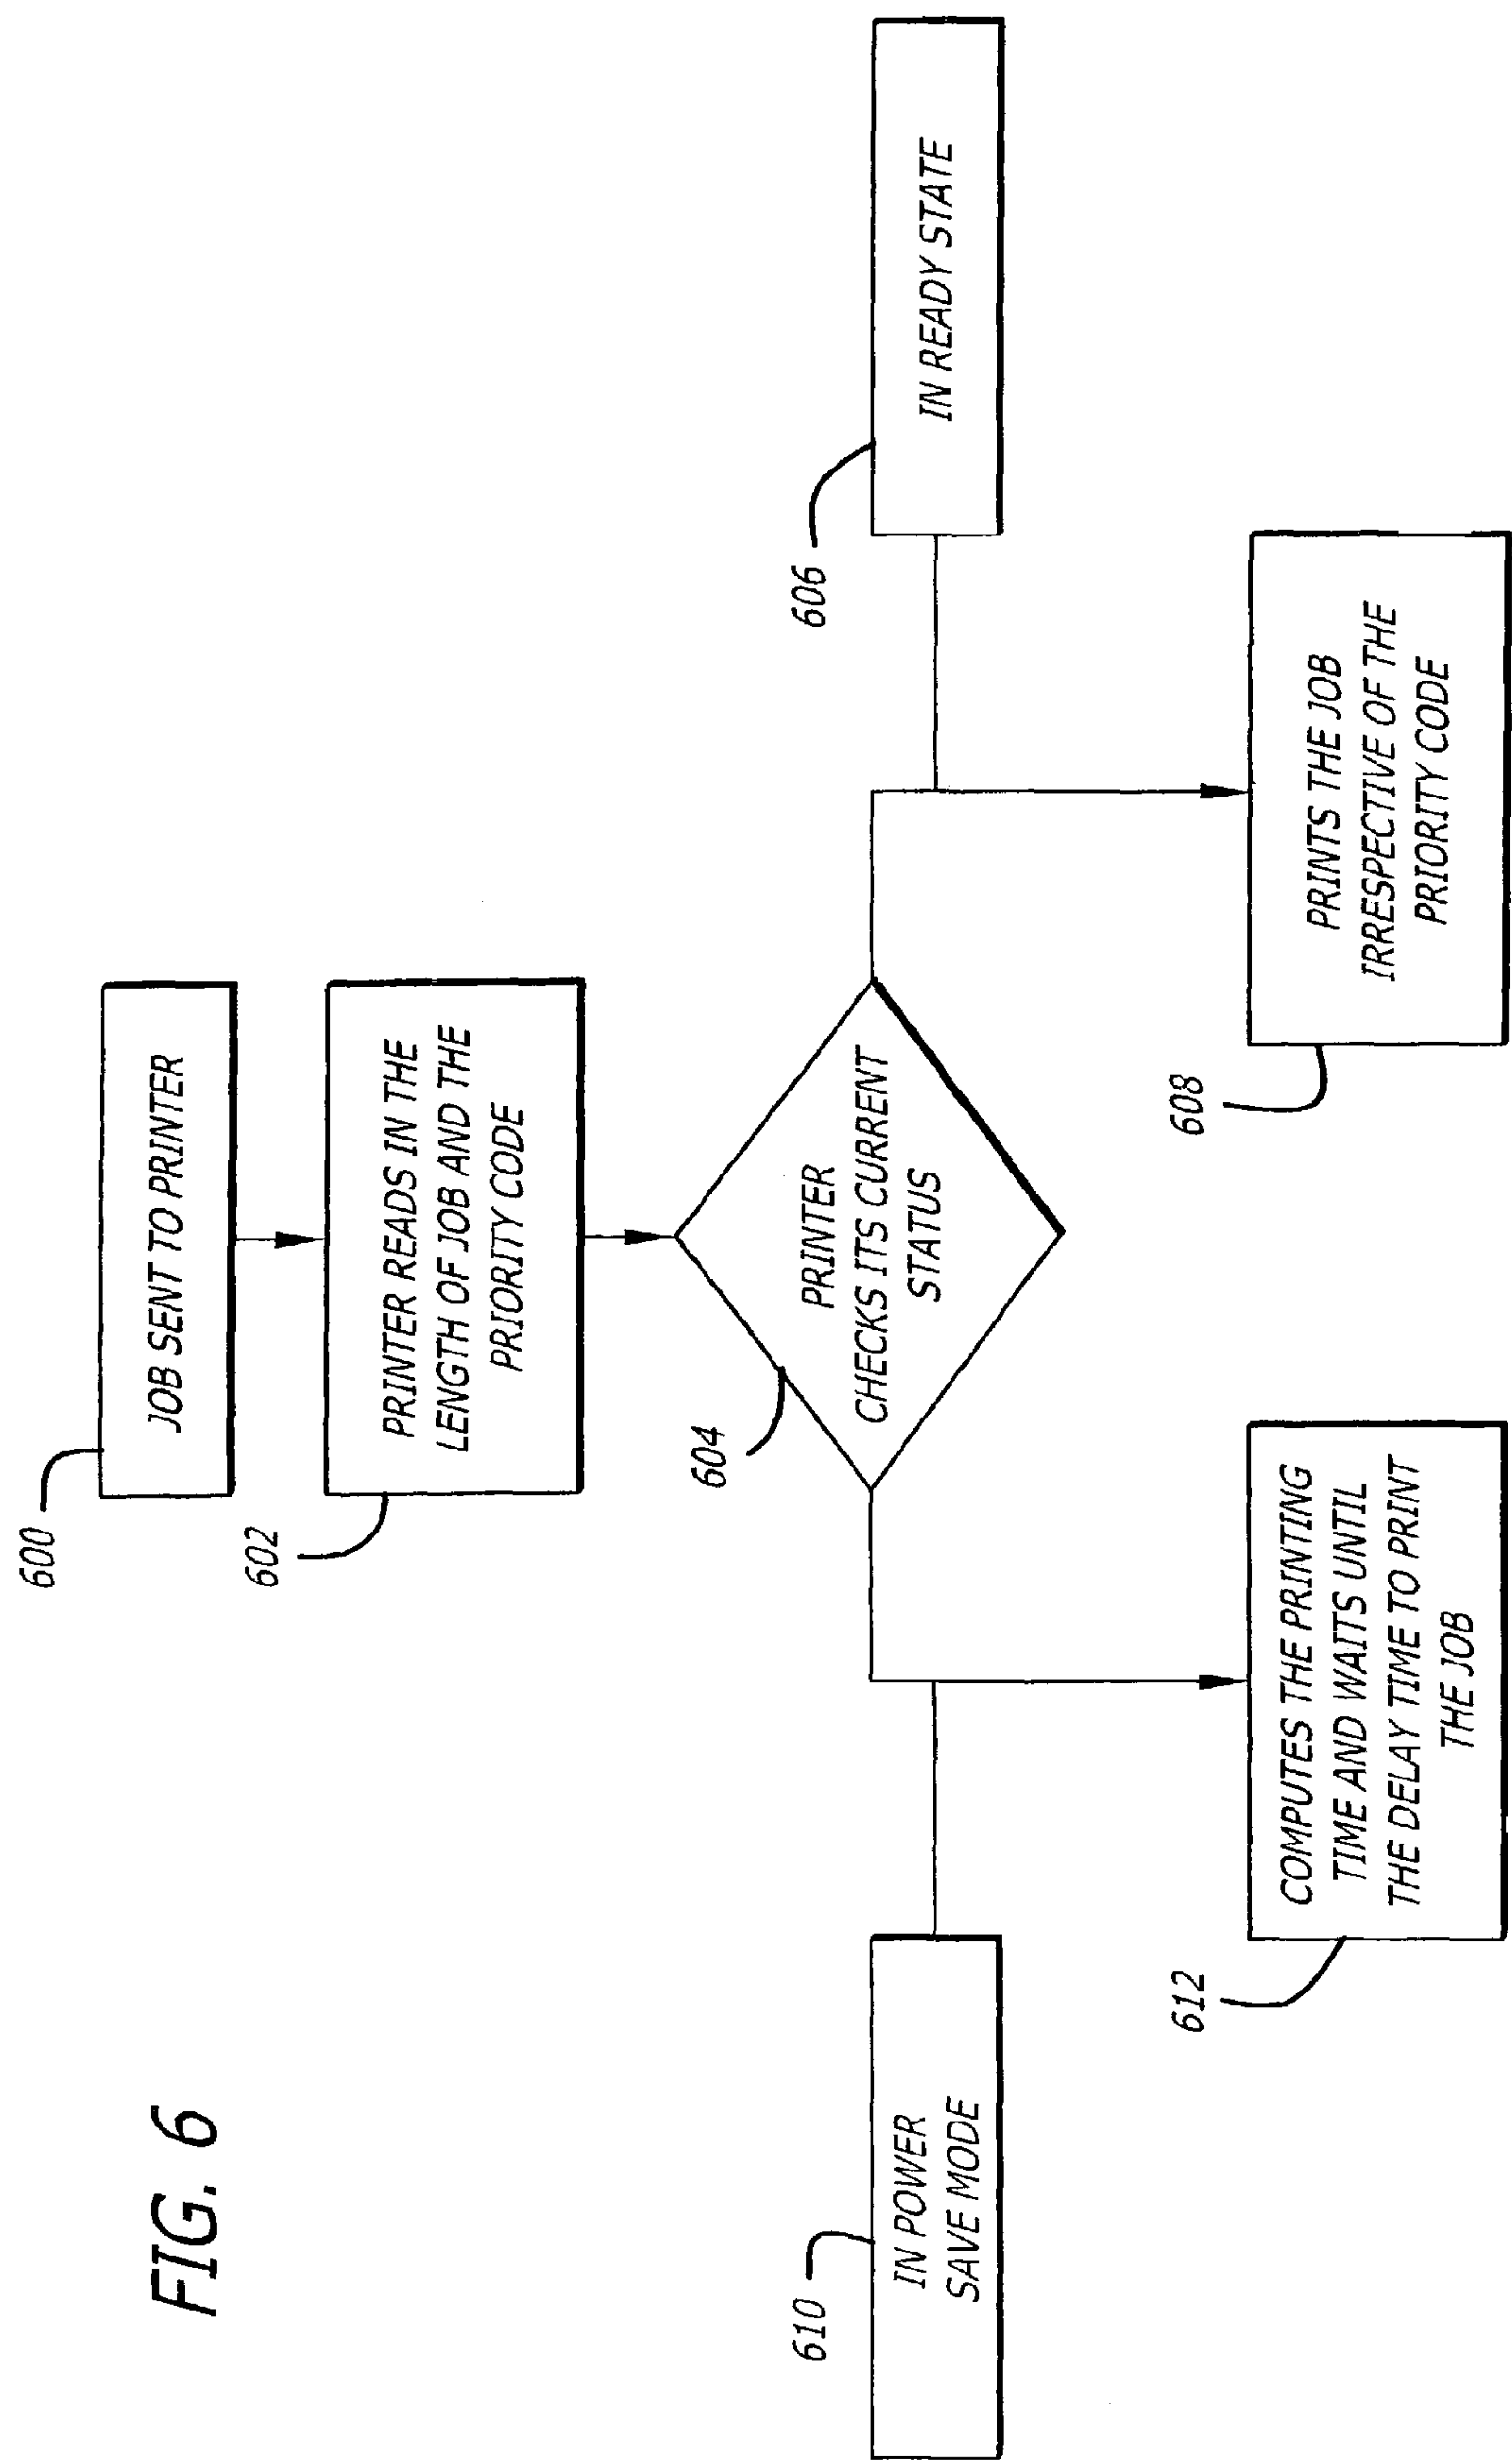 FIG. 6
600
JOB SENT TO PRINTER
602
PRINTER READS IN THE
LENGTH OF JOB AND THE
PRIORITY CODE
604
PRINTER
CHECKS ITS CURRENT
STATUS
610
IN POWER
SAVE MODE
606
IN READY STATE
612
COMPUTES THE PRINTING
TIME AND WAITS UNTIL
THE DELAY TIME TO PRINT
THE JOB
608
PRINTS THE JOB
IRRESPECTIVE OF THE
PRIORITY CODE